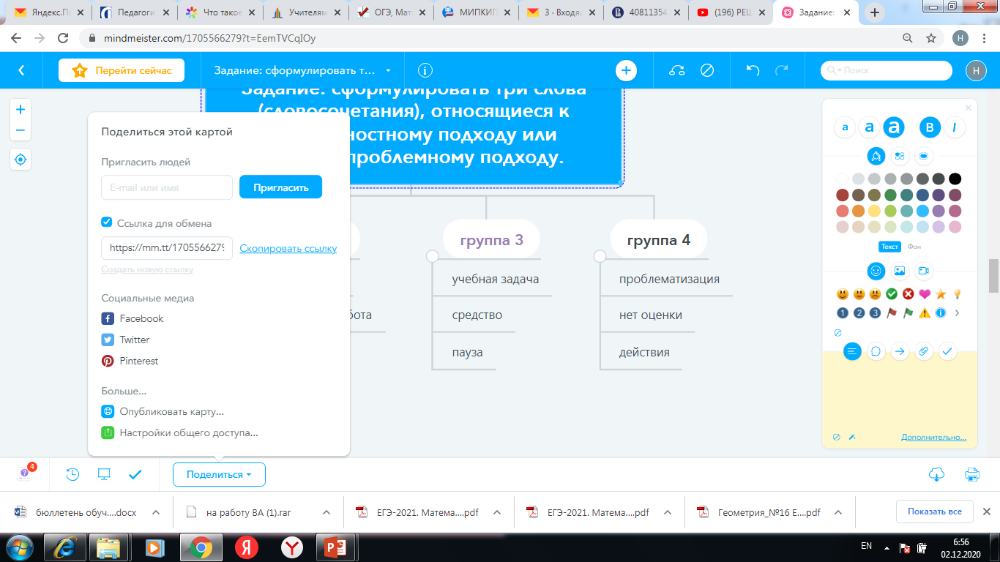 Яндекс.По
Педагоги
Что такое
Учителям
ОГЭ, Мат
МИПКИП
3 · Входя
40811354
(196) РЕШ
Задание:
mindmeister.com/1705566279?t=EemTVCqIOy
Н
Перейти сейчас
Задание: сформулировать т...
Поиск
Н
Задание: сформулировать три слова
(словосочетания), относящиеся к
ностному подходу или
проблемному подходу.
Поделиться этой картой
Пригласить людей
E-mail или имя
Пригласить
Ссылка для обмена
https://mm.tt/1705566279
Скопировать ссылку
Создать новую ссылку
Социальные медиа
Facebook
Twitter
Pinterest
Больше...
Опубликовать карту...
Настройки общего доступа...
бота
группа 3
учебная задача
средство
пауза
группа 4
проблематизация
нет оценки
действия
a a a B I
Текст
Фон
1 2 3
Дополнительно...
4
Поделиться
бюллетень обуч....docx
на работу ВА (1).rar
ЕГЭ-2021. Матема....pdf
ЕГЭ-2021. Матема....pdf
Геометрия_№16 Е....pdf
Показать все
EN
6:56
02.12.2020